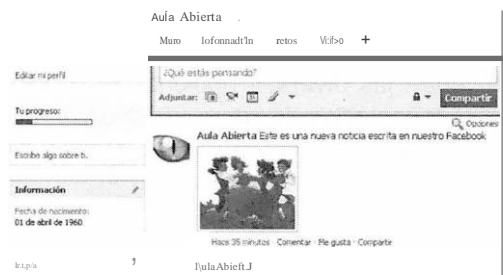 Aula Abierta
Muro
retos
+
Editar mi perfil
¿Qué estás pensando?
Adjuntar:
Compartir
Tu progreso:
Opciones
Aula Abierta Este es una nueva noticia escrita en nuestro Facebook
Escribe algo sobre ti.
Información
Fecha de nacimiento:
01 de abril de 1960
Hace 35 minutos · Comentar · Me gusta · Compartir